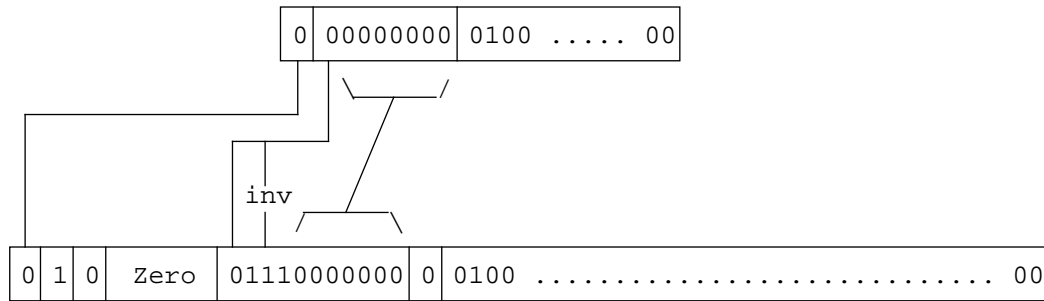 0 00000000 0100 ..... 00
inv
0 1 0 Zero 01110000000 0 0100 ............................. 00